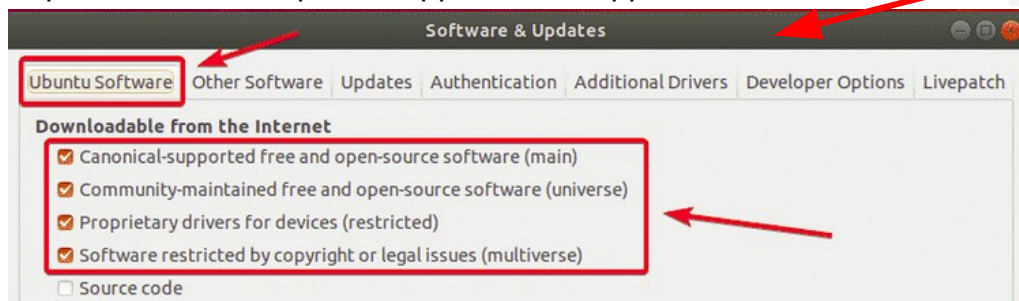 Software & Updates
Ubuntu Software Other Software Updates Authentication Additional Drivers Developer Options Livepatch
Downloadable from the Internet
Canonical-supported free and open-source software (main)
Community-maintained free and open-source software (universe)
Proprietary drivers for devices (restricted)
Software restricted by copyright or legal issues (multiverse)
Source code